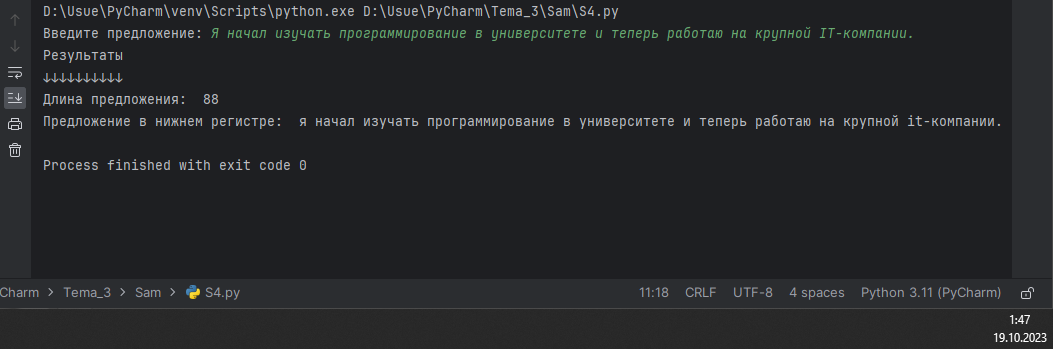 D:\Usue\PyCharm\venv\Scripts\python.exe D:\Usue\PyCharm\Tema_3\Sam\S4.py
Введите предложение: Я начал изучать программирование в университете и теперь работаю на крупной IT-компании.
Результаты
↓↓↓↓↓↓↓↓↓↓
Длина предложения:  88
Предложение в нижнем регистре:  я начал изучать программирование в университете и теперь работаю на крупной it-компании.
Process finished with exit code 0
Charm > Tema_3 > Sam > S4.py 11:18 CRLF UTF-8 4 spaces Python 3.11 (PyCharm)
1:47
19.10.2023